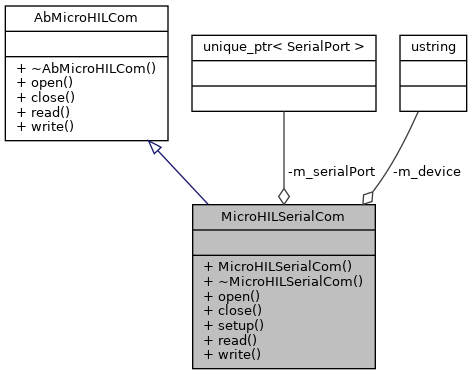 AbMicroHILCom
+ ~AbMicroHILCom()
+ open()
+ close()
+ read()
+ write()
unique_ptr< SerialPort >
ustring
-m_serialPort
-m_device
MicroHILSerialCom
+ MicroHILSerialCom()
+ ~MicroHILSerialCom()
+ open()
+ close()
+ setup()
+ read()
+ write()